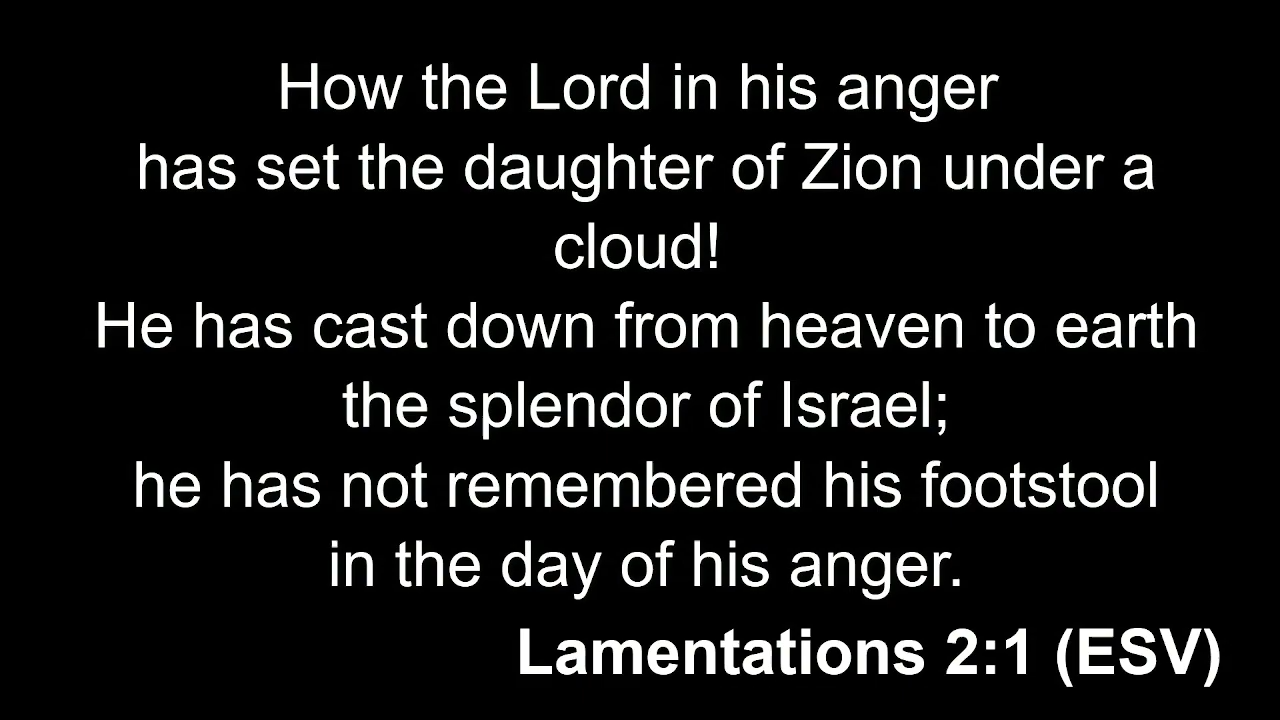 How the Lord in his anger
has set the daughter of Zion under a
cloud!
He has cast down from heaven to earth
the splendor of Israel;
he has not remembered his footstool
in the day of his anger.
Lamentations 2:1 (ESV)